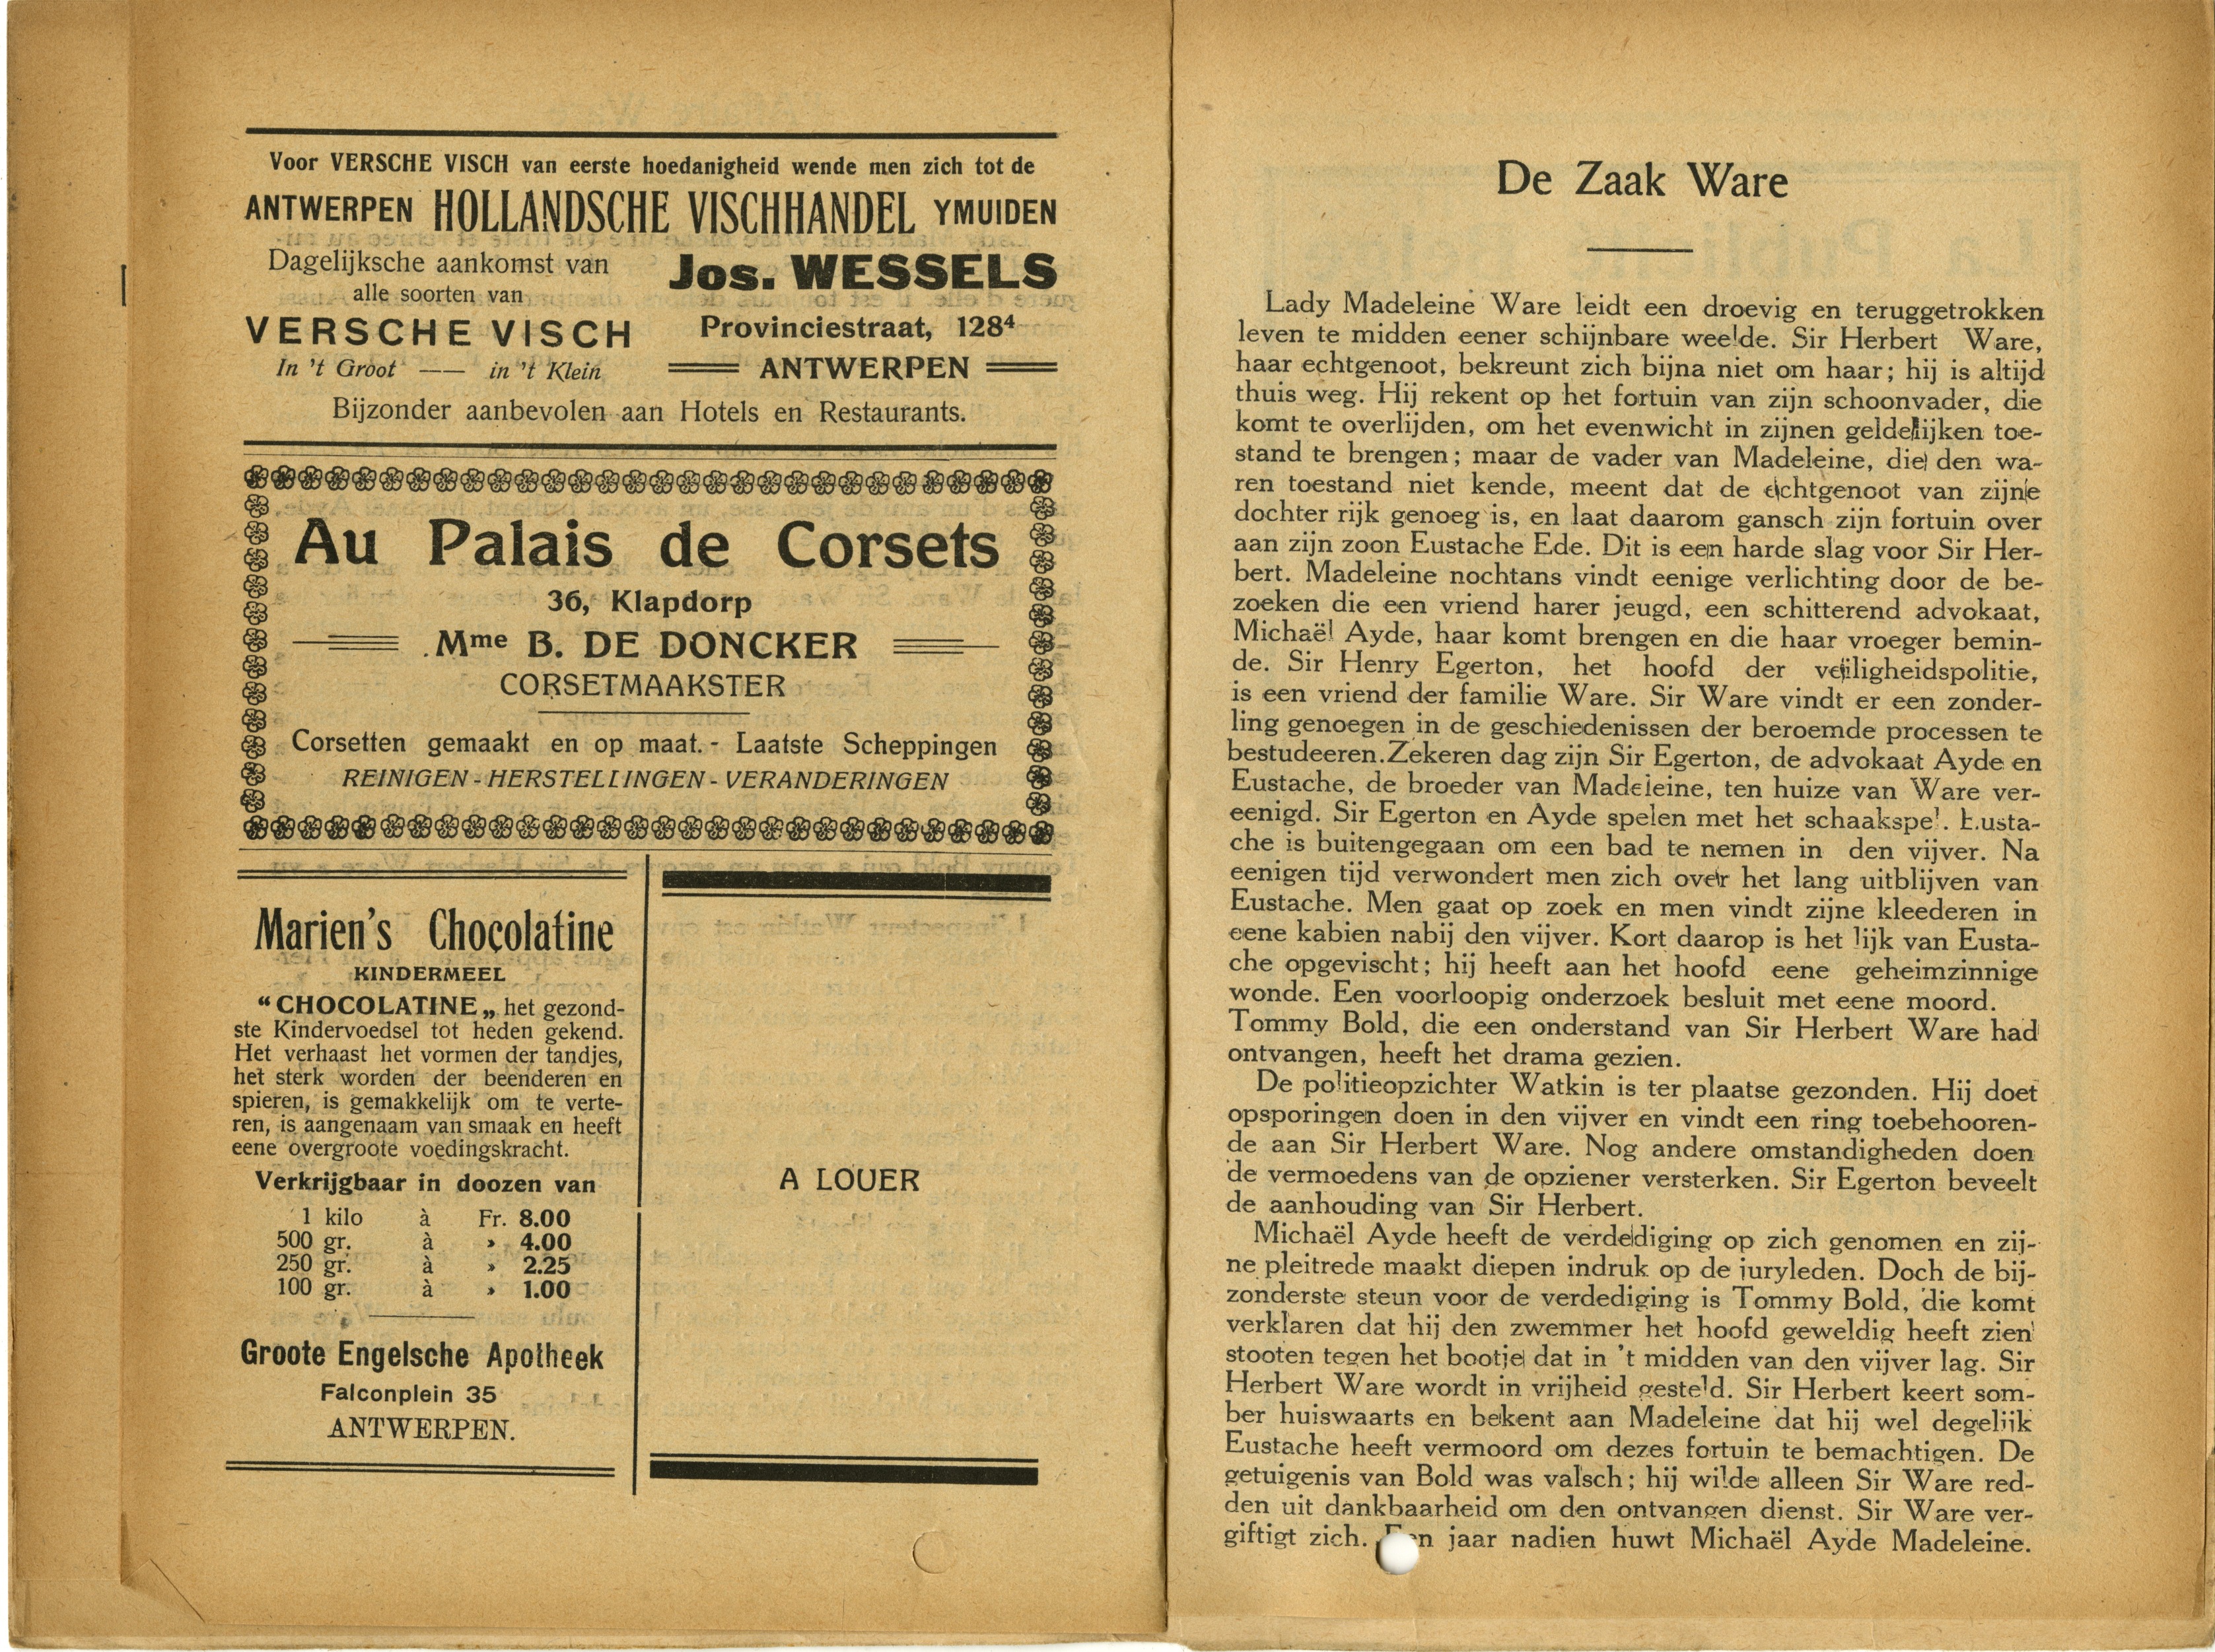 Voor VERSCHE VISCH van eerste hoedanigheid wende men zich tot de
ANTWERPEN HOLLANDSCHE VISCHHANDEL YMUIDEN
Dagelijksche aankomst van
alle soorten van
VERSCHE VISCH
In 't Groot —— in 't Klein
Jos. WESSELS
Provinciestraat, 128⁴
ANTWERPEN
Bijzonder aanbevolen aan Hotels en Restaurants.
Au Palais de Corsets
36, Klapdorp
Mme B. DE DONCKER
CORSETMAAKSTER
Corsetten gemaakt en op maat. - Laatste Scheppingen
REINIGEN - HERSTELLINGEN - VERANDERINGEN
Marien's Chocolatine
KINDERMEEL
“CHOCOLATINE„ het gezond-
ste Kindervoedsel tot heden gekend.
Het verhaast het vormen der tandjes,
het sterk worden der beenderen en
spieren, is gemakkelijk om te verte-
ren, is aangenaam van smaak en heeft
eene overgroote voedingskracht.
Verkrijgbaar in doozen van
1 kilo à Fr. 8.00
500 gr. à » 4.00
250 gr. à » 2.25
100 gr. à » 1.00
Groote Engelsche Apotheek
Falconplein 35
ANTWERPEN.
A LOUER
De Zaak Ware
Lady Madeleine Ware leidt een droevig en teruggetrokken
leven te midden eener schijnbare weelde. Sir Herbert Ware,
haar echtgenoot, bekreunt zich bijna niet om haar; hij is altijd
thuis weg. Hij rekent op het fortuin van zijn schoonvader, die
komt te overlijden, om het evenwicht in zijnen geldelijken toe-
stand te brengen; maar de vader van Madeleine, die den wa-
ren toestand niet kende, meent dat de echtgenoot van zijne
dochter rijk genoeg is, en laat daarom gansch zijn fortuin over
aan zijn zoon Eustache Ede. Dit is een harde slag voor Sir Her-
bert. Madeleine nochtans vindt eenige verlichting door de be-
zoeken die een vriend harer jeugd, een schitterend advokaat,
Michaël Ayde, haar komt brengen en die haar vroeger bemin-
de. Sir Henry Egerton, het hoofd der veiligheidspolitie,
is een vriend der familie Ware. Sir Ware vindt er een zonder-
ling genoegen in de geschiedenissen der beroemde processen te
bestudeeren. Zekeren dag zijn Sir Egerton, de advokaat Ayde en
Eustache, de broeder van Madeleine, ten huize van Ware ver-
eenigd. Sir Egerton en Ayde spelen met het schaakspel. Eusta-
che is buitengegaan om een bad te nemen in den vijver. Na
eenigen tijd verwondert men zich over het lang uitblijven van
Eustache. Men gaat op zoek en men vindt zijne kleederen in
eene kabien nabij den vijver. Kort daarop is het lijk van Eusta-
che opgevischt; hij heeft aan het hoofd eene geheimzinnige
wonde. Een voorloopig onderzoek besluit met eene moord.
Tommy Bold, die een onderstand van Sir Herbert Ware had
ontvangen, heeft het drama gezien.
De politieopzichter Watkin is ter plaatse gezonden. Hij doet
opsporingen doen in den vijver en vindt een ring toebehooren-
de aan Sir Herbert Ware. Nog andere omstandigheden doen
de vermoedens van de opziener versterken. Sir Egerton beveelt
de aanhouding van Sir Herbert.
Michaël Ayde heeft de verdediging op zich genomen en zij-
ne pleitrede maakt diepen indruk op de juryleden. Doch de bij-
zonderste steun voor de verdediging is Tommy Bold, die komt
verklaren dat hij den zwemmer het hoofd geweldig heeft zien
stooten tegen het bootje dat in 't midden van den vijver lag. Sir
Herbert Ware wordt in vrijheid gesteld. Sir Herbert keert som-
ber huiswaarts en bekent aan Madeleine dat hij wel degelijk
Eustache heeft vermoord om dezes fortuin te bemachtigen. De
getuigenis van Bold was valsch; hij wilde alleen Sir Ware red-
den uit dankbaarheid om den ontvangen dienst. Sir Ware ver-
giftigt zich. Een jaar nadien huwt Michaël Ayde Madeleine.